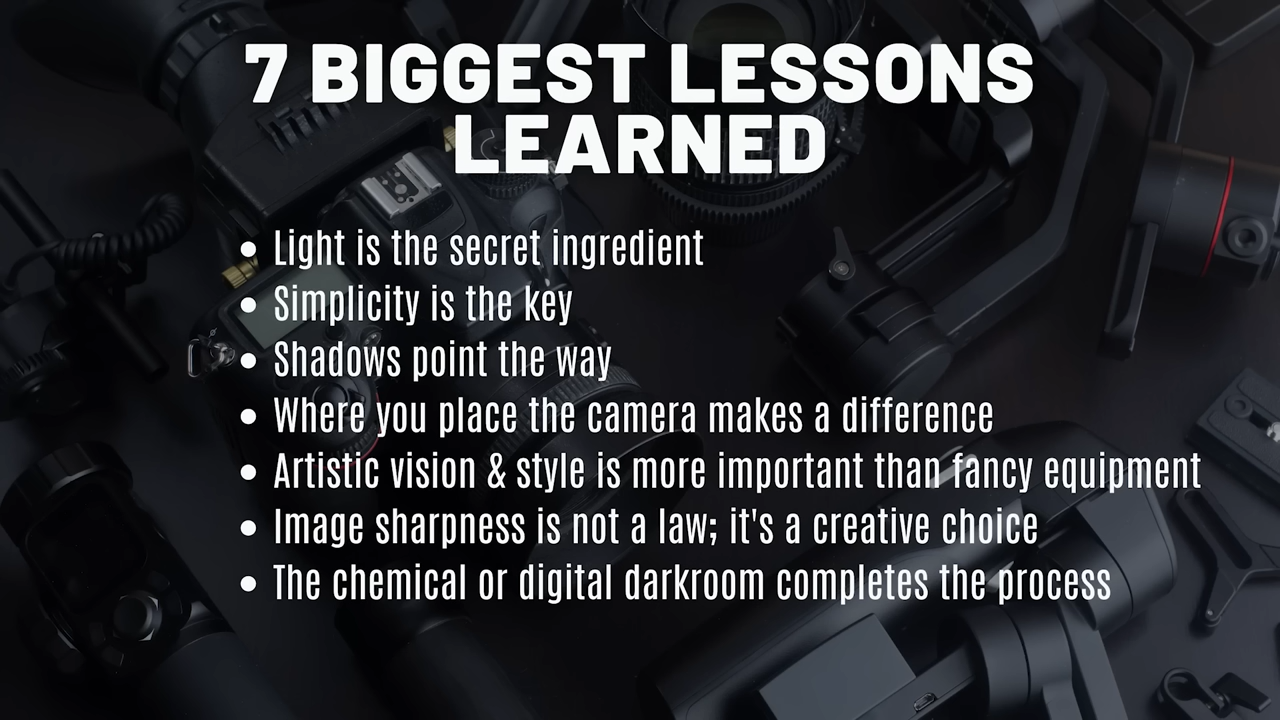 7 BIGGEST LESSONS
LEARNED
• Light is the secret ingredient
• Simplicity is the key
• Shadows point the way
• Where you place the camera makes a difference
• Artistic vision & style is more important than fancy equipment
• Image sharpness is not a law; it's a creative choice
• The chemical or digital darkroom completes the process